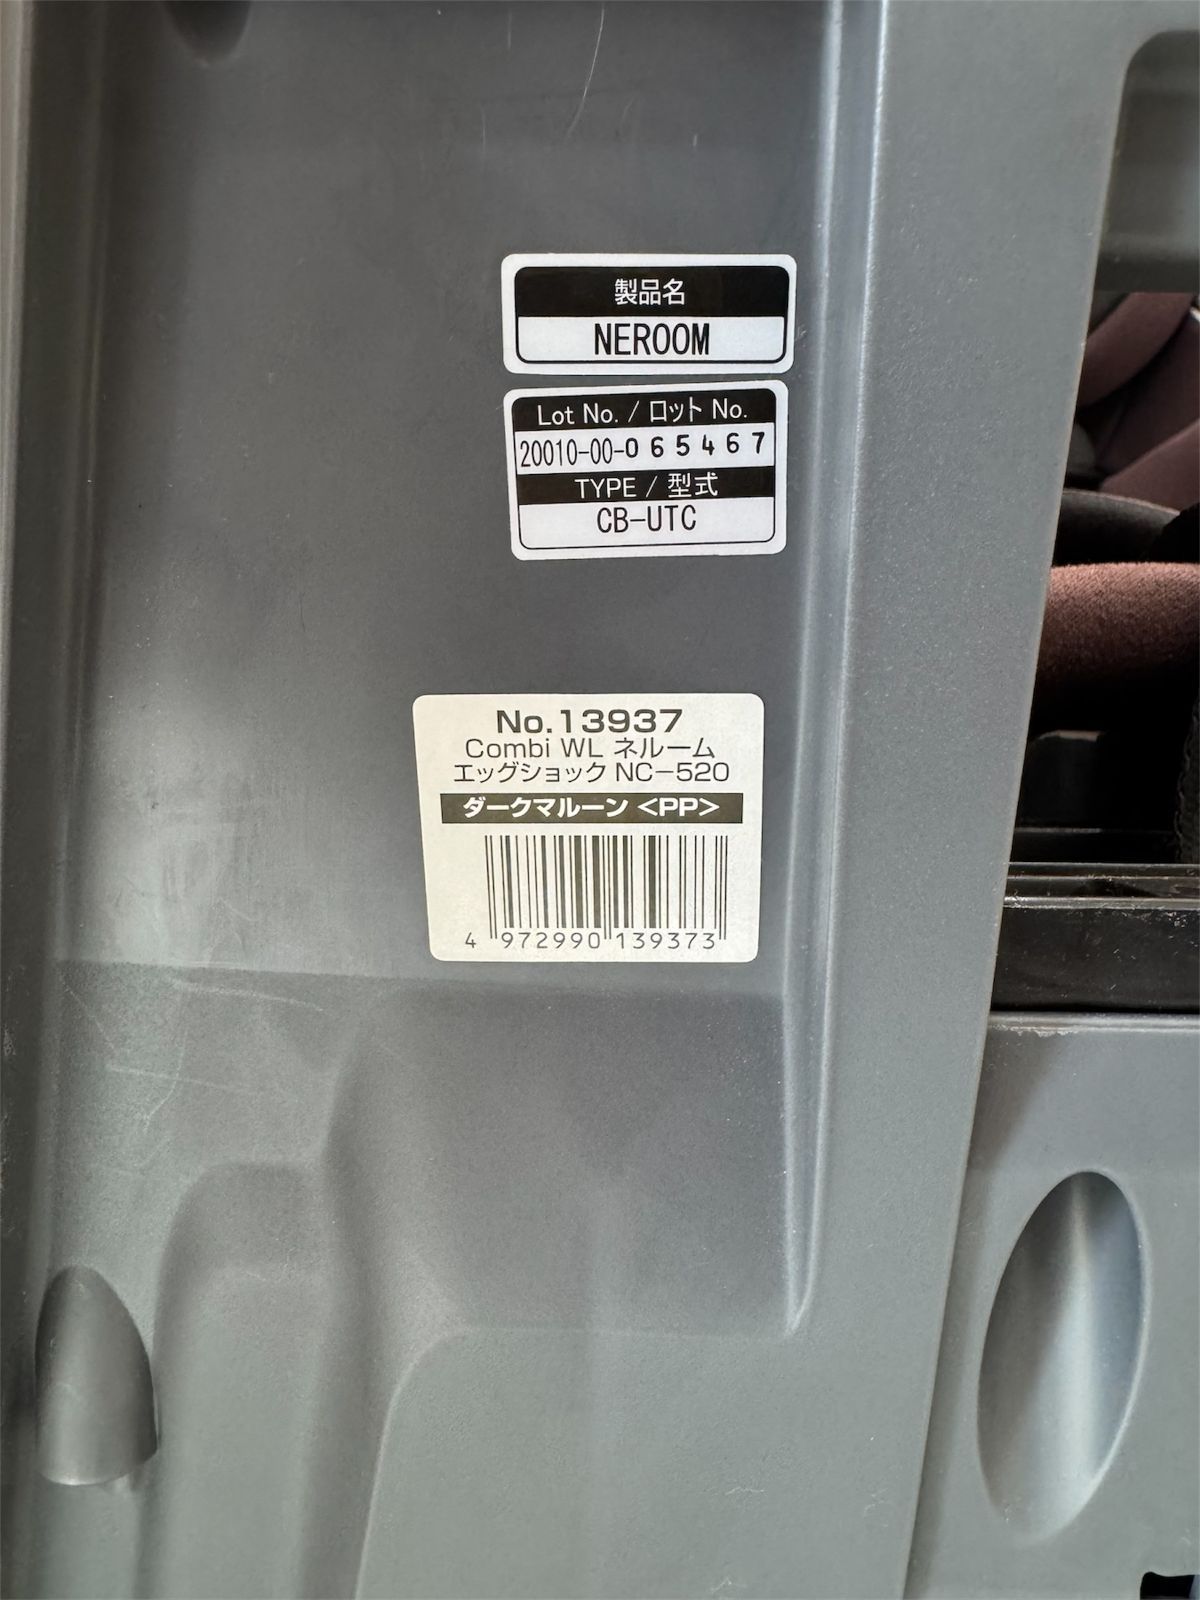 製品名
NEROOM
Lot No. / ロット No.
20010-00-065467
TYPE / 型式
CB-UTC
No.13937
Combi WL ネルーム
エッグショック NC-520
ダークマルーン <PP>
4 972990 139373